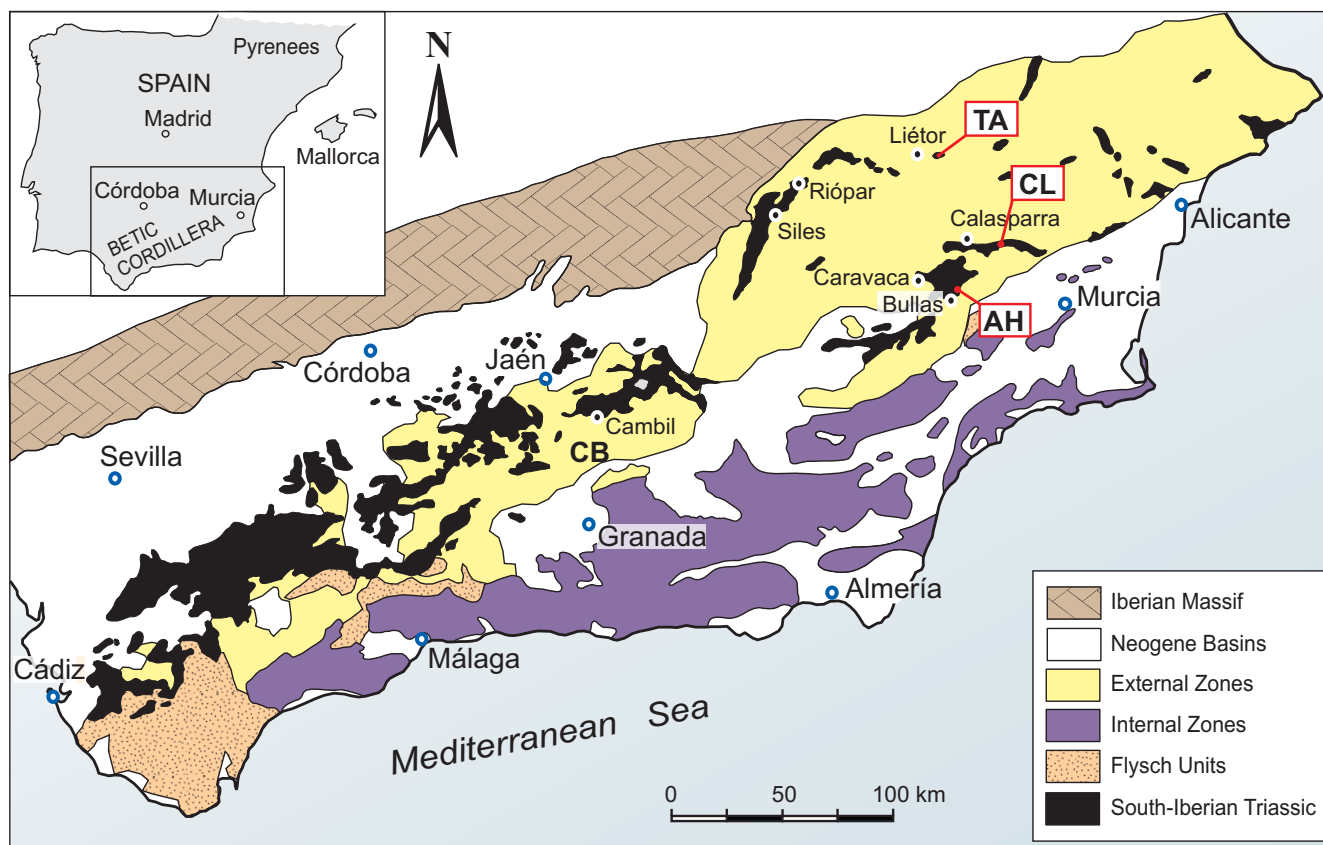 Pyrenees
SPAIN
Madrid
Mallorca
Córdoba
Murcia
BETIC
CORDILLERA
N
TA
Liétor
Riópar
CL
Siles
Calasparra
Alicante
Caravaca
Bullas
Murcia
AH
Córdoba
Jaén
Cambil
CB
Sevilla
Granada
Almería
Málaga
Cádiz
Mediterranean Sea
0 50 100 km
Iberian Massif
Neogene Basins
External Zones
Internal Zones
Flysch Units
South-Iberian Triassic